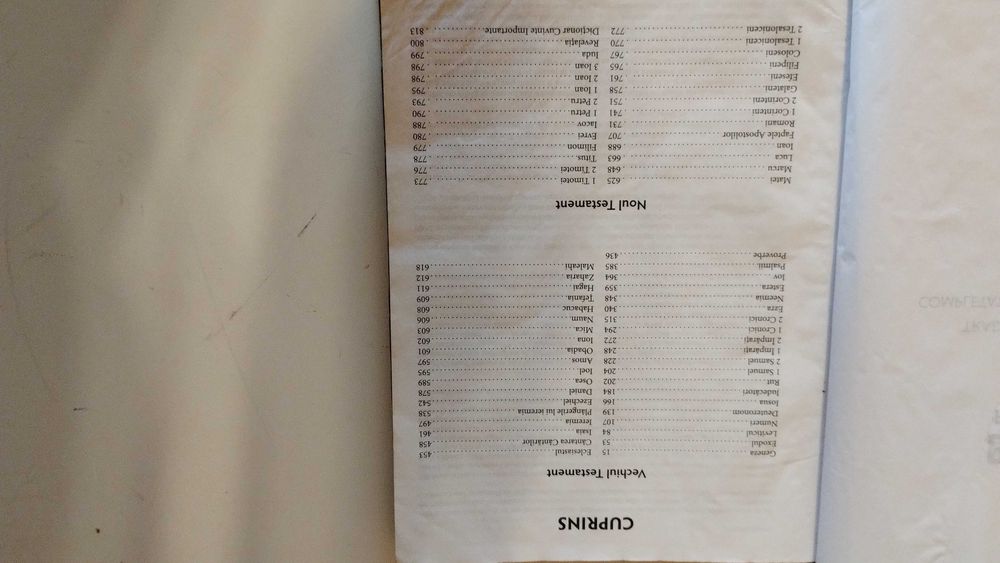 CUPRINS
Vechiul Testament
Geneza 15
Exodul 53
Leviticul 84
Numeri 107
Deuteronom 139
Iosua 166
Judecători 184
Rut 202
1 Samuel 204
2 Samuel 228
1 Împărați 248
2 Împărați 272
1 Cronici 294
2 Cronici 315
Ezra 340
Neemia 348
Estera 359
Iov 364
Psalmii 385
Proverbe 436
Eclesiastul 453
Cântarea Cântărilor 458
Isaia 461
Ieremia 497
Plângerile lui Ieremia 538
Ezechiel 542
Daniel 578
Osea 589
Ioel 595
Amos 597
Obadia 601
Iona 602
Mica 603
Naum 606
Habacuc 608
Țefania 609
Hagai 611
Zaharia 612
Maleahi 618
Noul Testament
Matei 625
Marcu 648
Luca 663
Ioan 688
Faptele Apostolilor 707
Romani 731
1 Corinteni 741
2 Corinteni 751
Galateni 758
Efeseni 761
Filipeni 765
Coloseni 767
1 Tesaloniceni 770
2 Tesaloniceni 772
1 Timotei 773
2 Timotei 776
Titus 778
Filimon 779
Evrei 780
Iacov 788
1 Petru 790
2 Petru 793
1 Ioan 795
2 Ioan 798
3 Ioan 798
Iuda 799
Revelația 800
Dicționar Cuvinte Importante 813